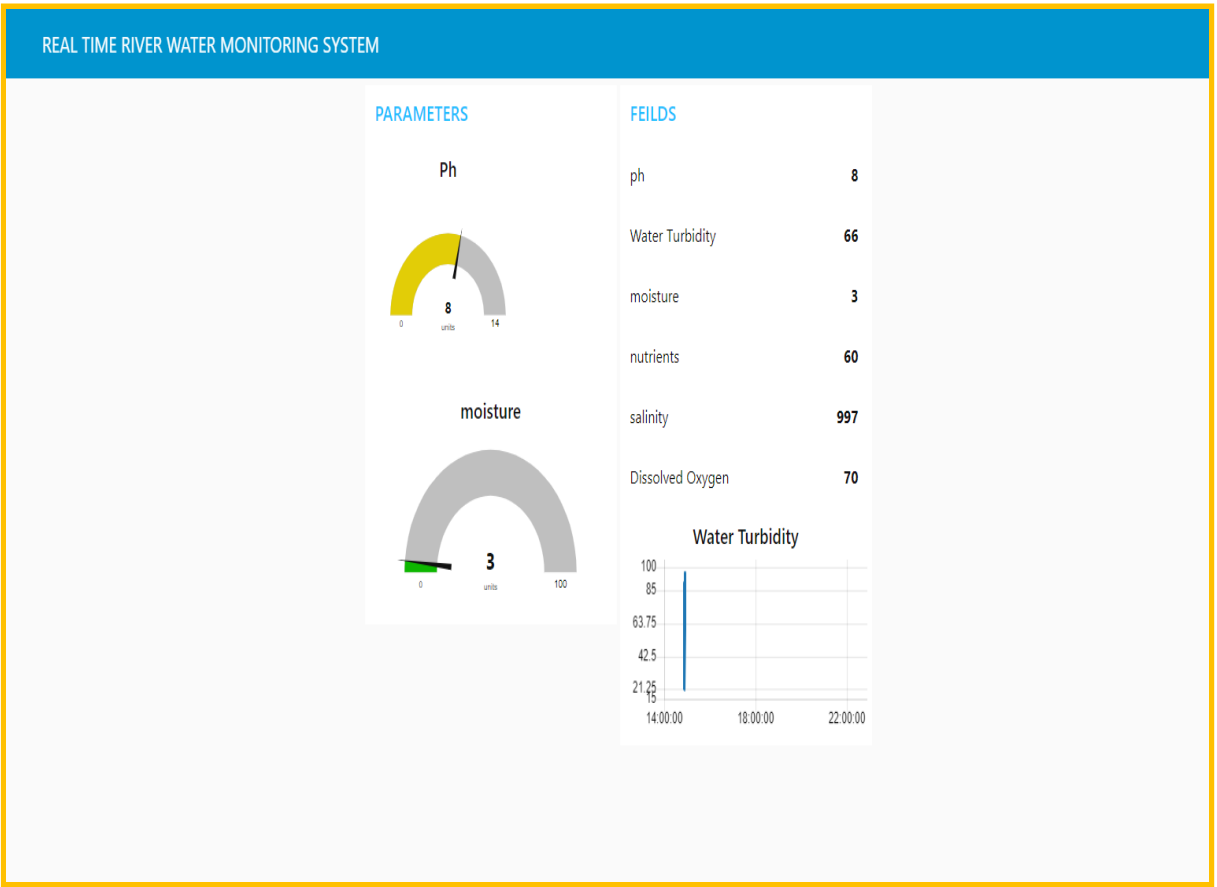 REAL TIME RIVER WATER MONITORING SYSTEM
PARAMETERS
Ph
8
units
0
14
moisture
3
units
0
100
FEILDS
ph 8
Water Turbidity 66
moisture 3
nutrients 60
salinity 997
Dissolved Oxygen 70
Water Turbidity
100
85
63.75
42.5
21.25
15
14:00:00 18:00:00 22:00:00